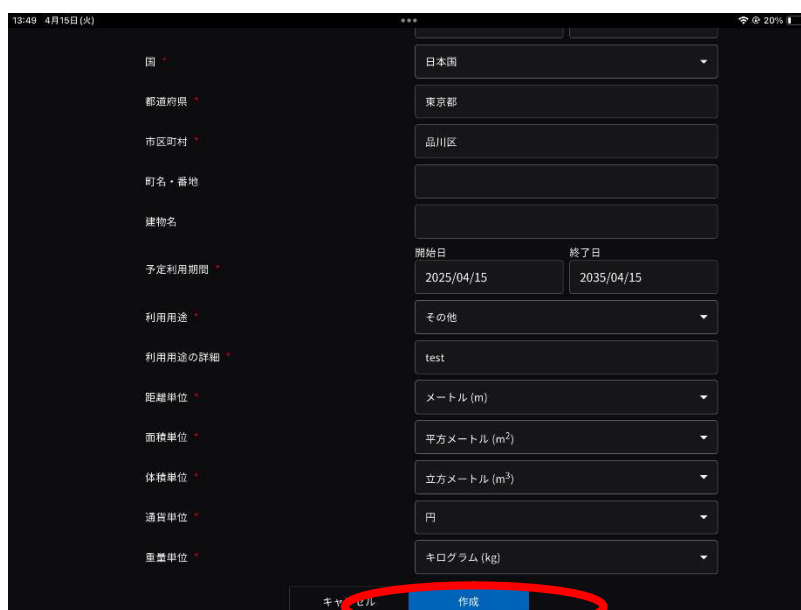 13:49 4月15日(火) 20%
国 * 日本国
都道府県 * 東京都
市区町村 * 品川区
町名・番地
建物名
開始日 終了日
予定利用期間 * 2025/04/15 2035/04/15
利用用途 * その他
利用用途の詳細 * test
距離単位 * メートル (m)
面積単位 * 平方メートル (m²)
体積単位 * 立方メートル (m³)
通貨単位 * 円
重量単位 * キログラム (kg)
キャンセル 作成